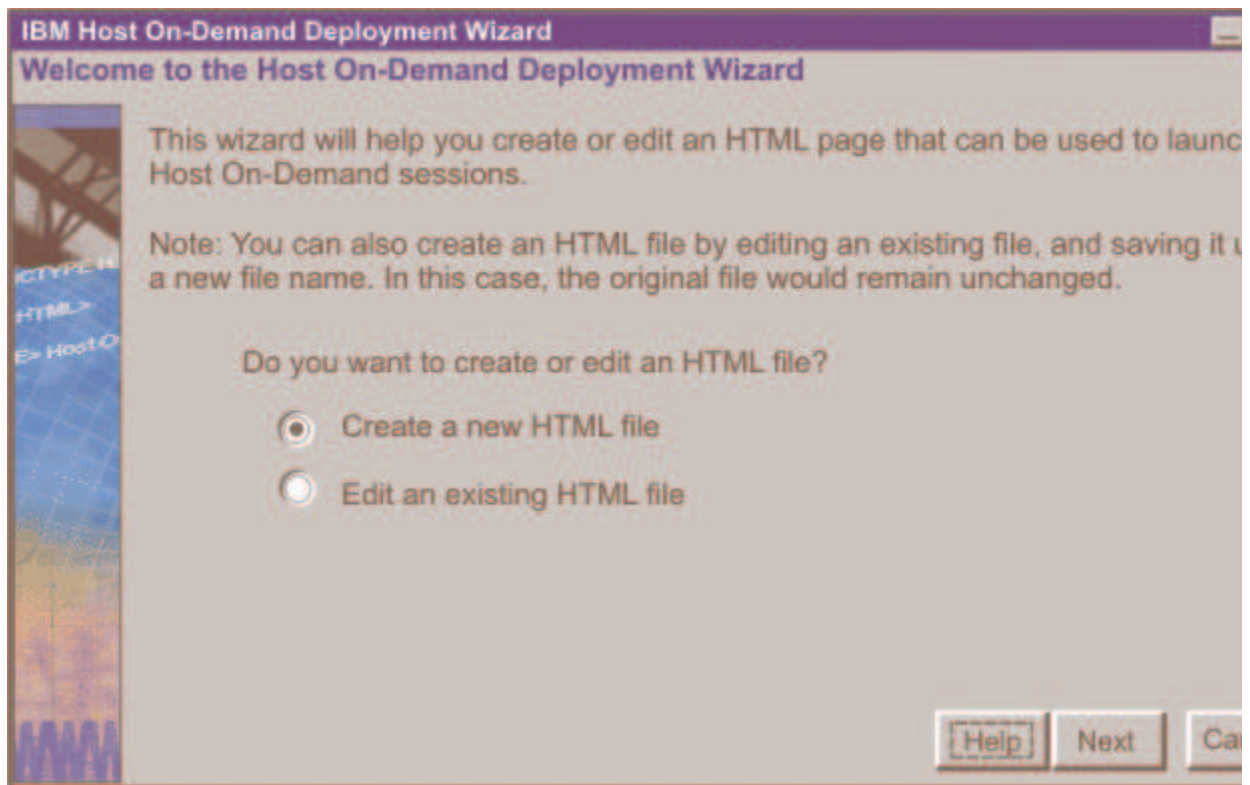 IBM Host On-Demand Deployment Wizard
Welcome to the Host On-Demand Deployment Wizard
This wizard will help you create or edit an HTML page that can be used to launc
Host On-Demand sessions.
Note: You can also create an HTML file by editing an existing file, and saving it u
a new file name. In this case, the original file would remain unchanged.
CTYPE H
HTML>
E> Host O
Do you want to create or edit an HTML file?
Create a new HTML file
Edit an existing HTML file
Help Next Can